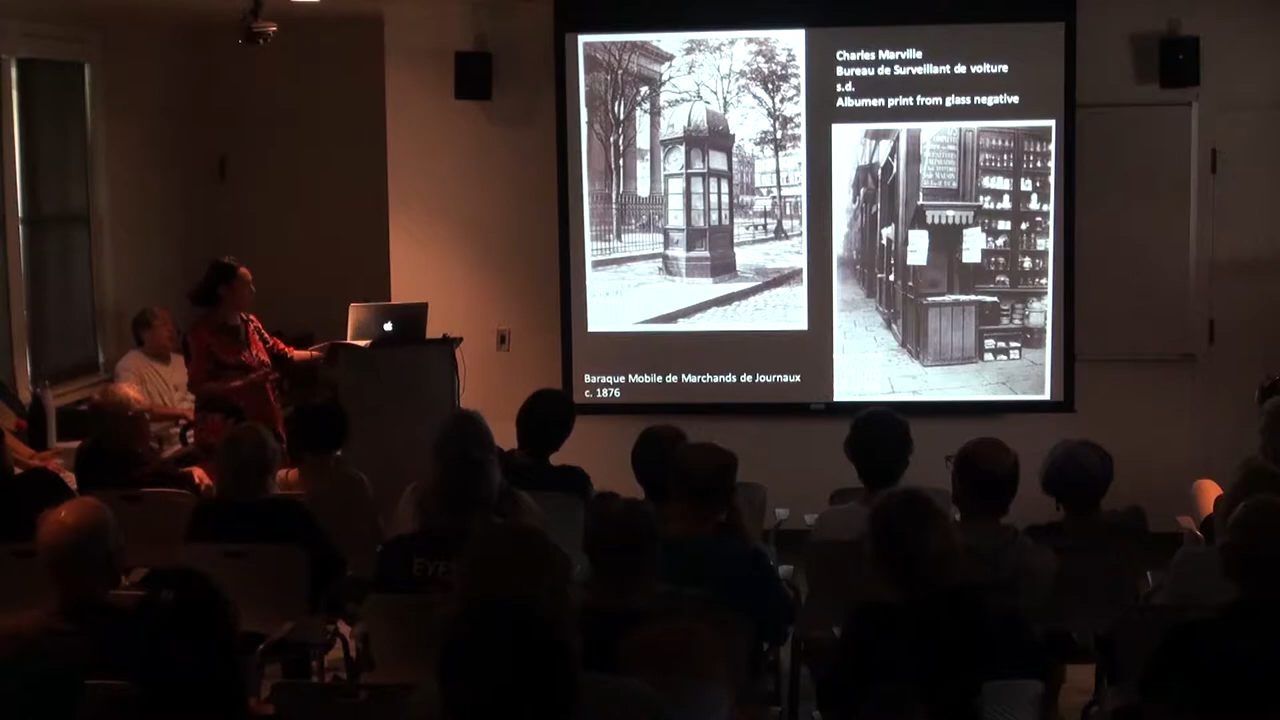 Charles Marville
Bureau de Surveillant de voiture
s.d.
Albumen print from glass negative
Baraque Mobile de Marchands de Journaux
c. 1876